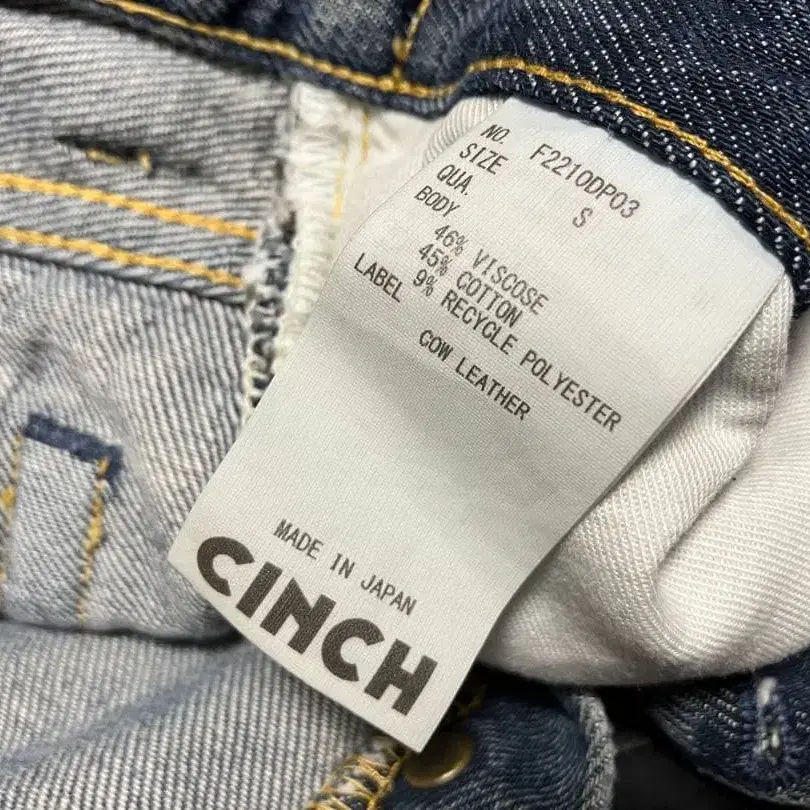 NO. F2210DP03
SIZE S
QUA.
BODY
46% VISCOSE
45% COTTON
9% RECYCLE POLYESTER
LABEL
COW LEATHER
MADE IN JAPAN
CINCH